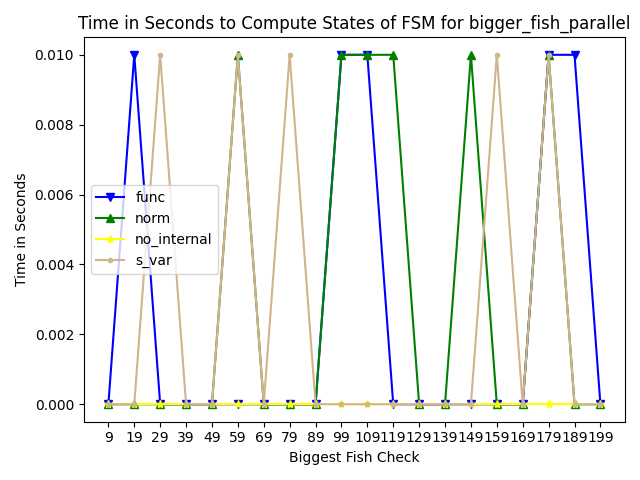 Time in Seconds to Compute States of FSM for bigger_fish_parallel
0.010
0.008
0.006
0.004
0.002
0.000
Time in Seconds
func
norm
no_internal
s_var
9 19 29 39 49 59 69 79 89 99 109 119 129 139 149 159 169 179 189 199
Biggest Fish Check